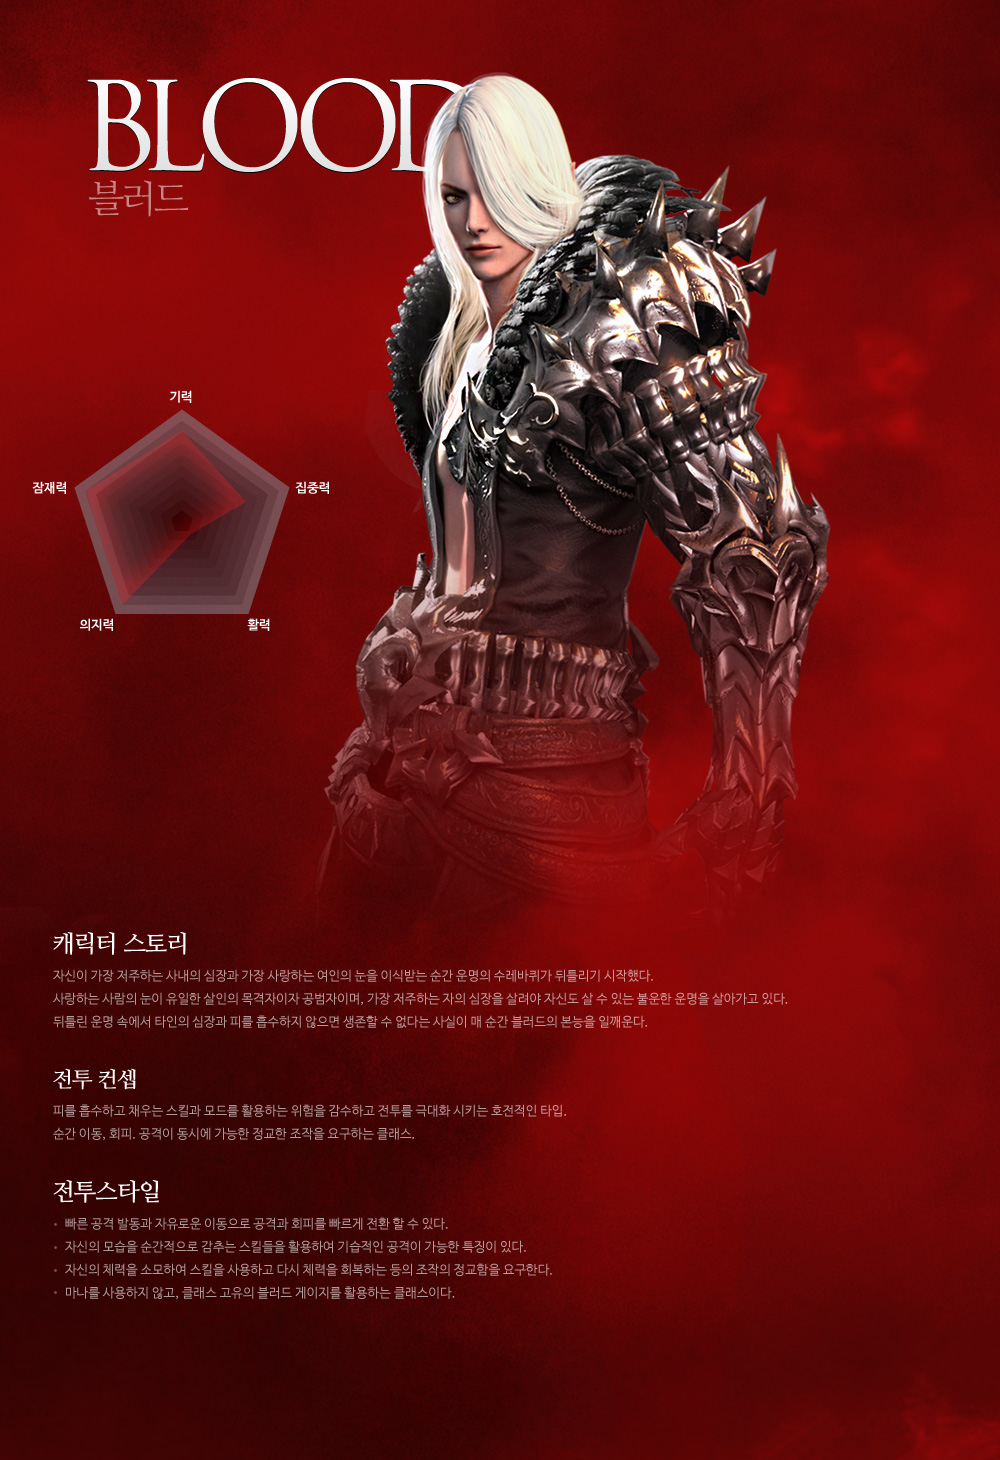 BLOOD
블러드
기력
잠재력
집중력
의지력
활력
캐릭터 스토리
자신이 가장 저주하는 사내의 심장과 가장 사랑하는 여인의 눈을 이식받는 순간 운명의 수레바퀴가 뒤틀리기 시작했다.
사랑하는 사람의 눈이 유일한 살인의 목격자이자 공범자이며, 가장 저주하는 자의 심장을 살려야 자신도 살 수 있는 불운한 운명을 살아가고 있다.
뒤틀린 운명 속에서 타인의 심장과 피를 흡수하지 않으면 생존할 수 없다는 사실이 매 순간 블러드의 본능을 일깨운다.
전투 컨셉
피를 흡수하고 채우는 스킬과 모드를 활용하는 위험을 감수하고 전투를 극대화 시키는 호전적인 타입.
순간 이동, 회피. 공격이 동시에 가능한 정교한 조작을 요구하는 클래스.
전투스타일
• 빠른 공격 발동과 자유로운 이동으로 공격과 회피를 빠르게 전환 할 수 있다.
• 자신의 모습을 순간적으로 감추는 스킬들을 활용하여 기습적인 공격이 가능한 특징이 있다.
• 자신의 체력을 소모하여 스킬을 사용하고 다시 체력을 회복하는 등의 조작의 정교함을 요구한다.
• 마나를 사용하지 않고, 클래스 고유의 블러드 게이지를 활용하는 클래스이다.